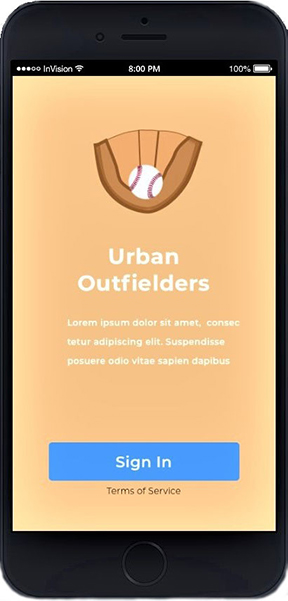 InVision
8:00 PM
100%
Urban
Outfielders
Lorem ipsum dolor sit amet, consec
tetur adipiscing elit. Suspendisse
posuere odio vitae sapien dapibus
Sign In
Terms of Service